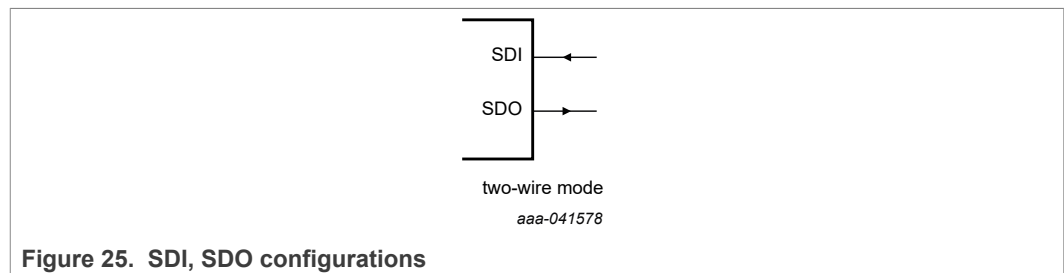 SDI
SDO
two-wire mode
aaa-041578
Figure 25. SDI, SDO configurations